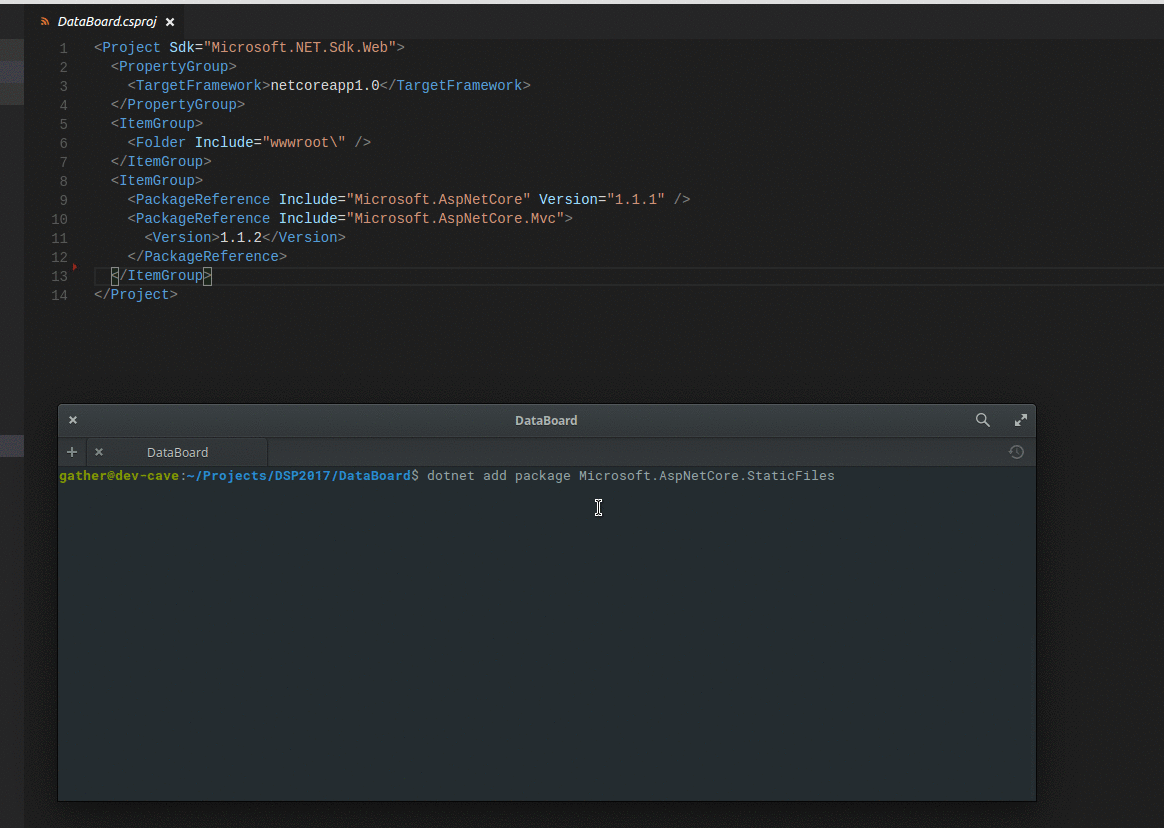 DataBoard.csproj ×
1 <Project Sdk="Microsoft.NET.Sdk.Web">
2   <PropertyGroup>
3     <TargetFramework>netcoreapp1.0</TargetFramework>
4   </PropertyGroup>
5   <ItemGroup>
6     <Folder Include="wwwroot\" />
7   </ItemGroup>
8   <ItemGroup>
9     <PackageReference Include="Microsoft.AspNetCore" Version="1.1.1" />
10     <PackageReference Include="Microsoft.AspNetCore.Mvc">
11       <Version>1.1.2</Version>
12     </PackageReference>
13   </ItemGroup>
14 </Project>
DataBoard
DataBoard
gather@dev-cave:~/Projects/DSP2017/DataBoard$ dotnet add package Microsoft.AspNetCore.StaticFiles